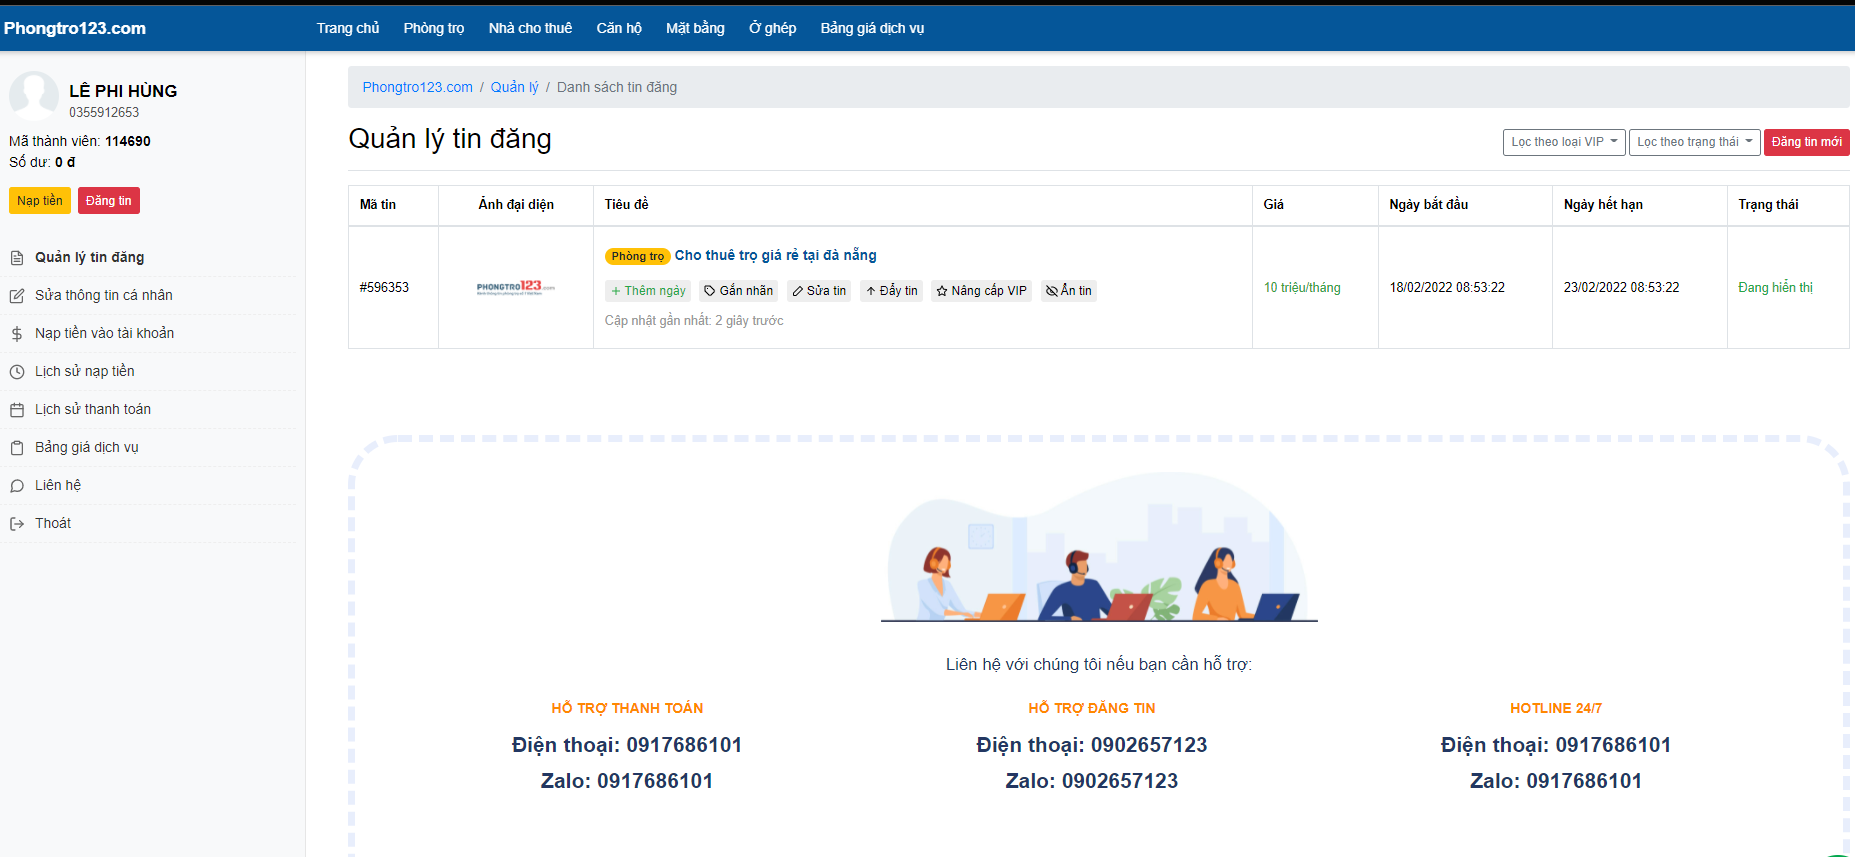 Phongtro123.com
Trang chủ Phòng trọ Nhà cho thuê Căn hộ Mặt bằng Ở ghép Bảng giá dịch vụ
LÊ PHI HÙNG
0355912653
Mã thành viên: 114690
Số dư: 0 đ
Nạp tiền Đăng tin
Quản lý tin đăng
Sửa thông tin cá nhân
Nạp tiền vào tài khoản
Lịch sử nạp tiền
Lịch sử thanh toán
Bảng giá dịch vụ
Liên hệ
Thoát
Phongtro123.com / Quản lý / Danh sách tin đăng
Quản lý tin đăng
Lọc theo loại VIP Lọc theo trạng thái Đăng tin mới
Mã tin Ảnh đại diện Tiêu đề Giá Ngày bắt đầu Ngày hết hạn Trạng thái
Phòng trọ Cho thuê trọ giá rẻ tại đà nẵng
#596353 PHONGTRO123.com 10 triệu/tháng 18/02/2022 08:53:22 23/02/2022 08:53:22 Đang hiển thị
Thêm ngày Gắn nhãn Sửa tin Đẩy tin Nâng cấp VIP Ẩn tin
Cập nhật gần nhất: 2 giây trước
Liên hệ với chúng tôi nếu bạn cần hỗ trợ:
HỖ TRỢ THANH TOÁN
Điện thoại: 0917686101
Zalo: 0917686101
HỖ TRỢ ĐĂNG TIN
Điện thoại: 0902657123
Zalo: 0902657123
HOTLINE 24/7
Điện thoại: 0917686101
Zalo: 0917686101